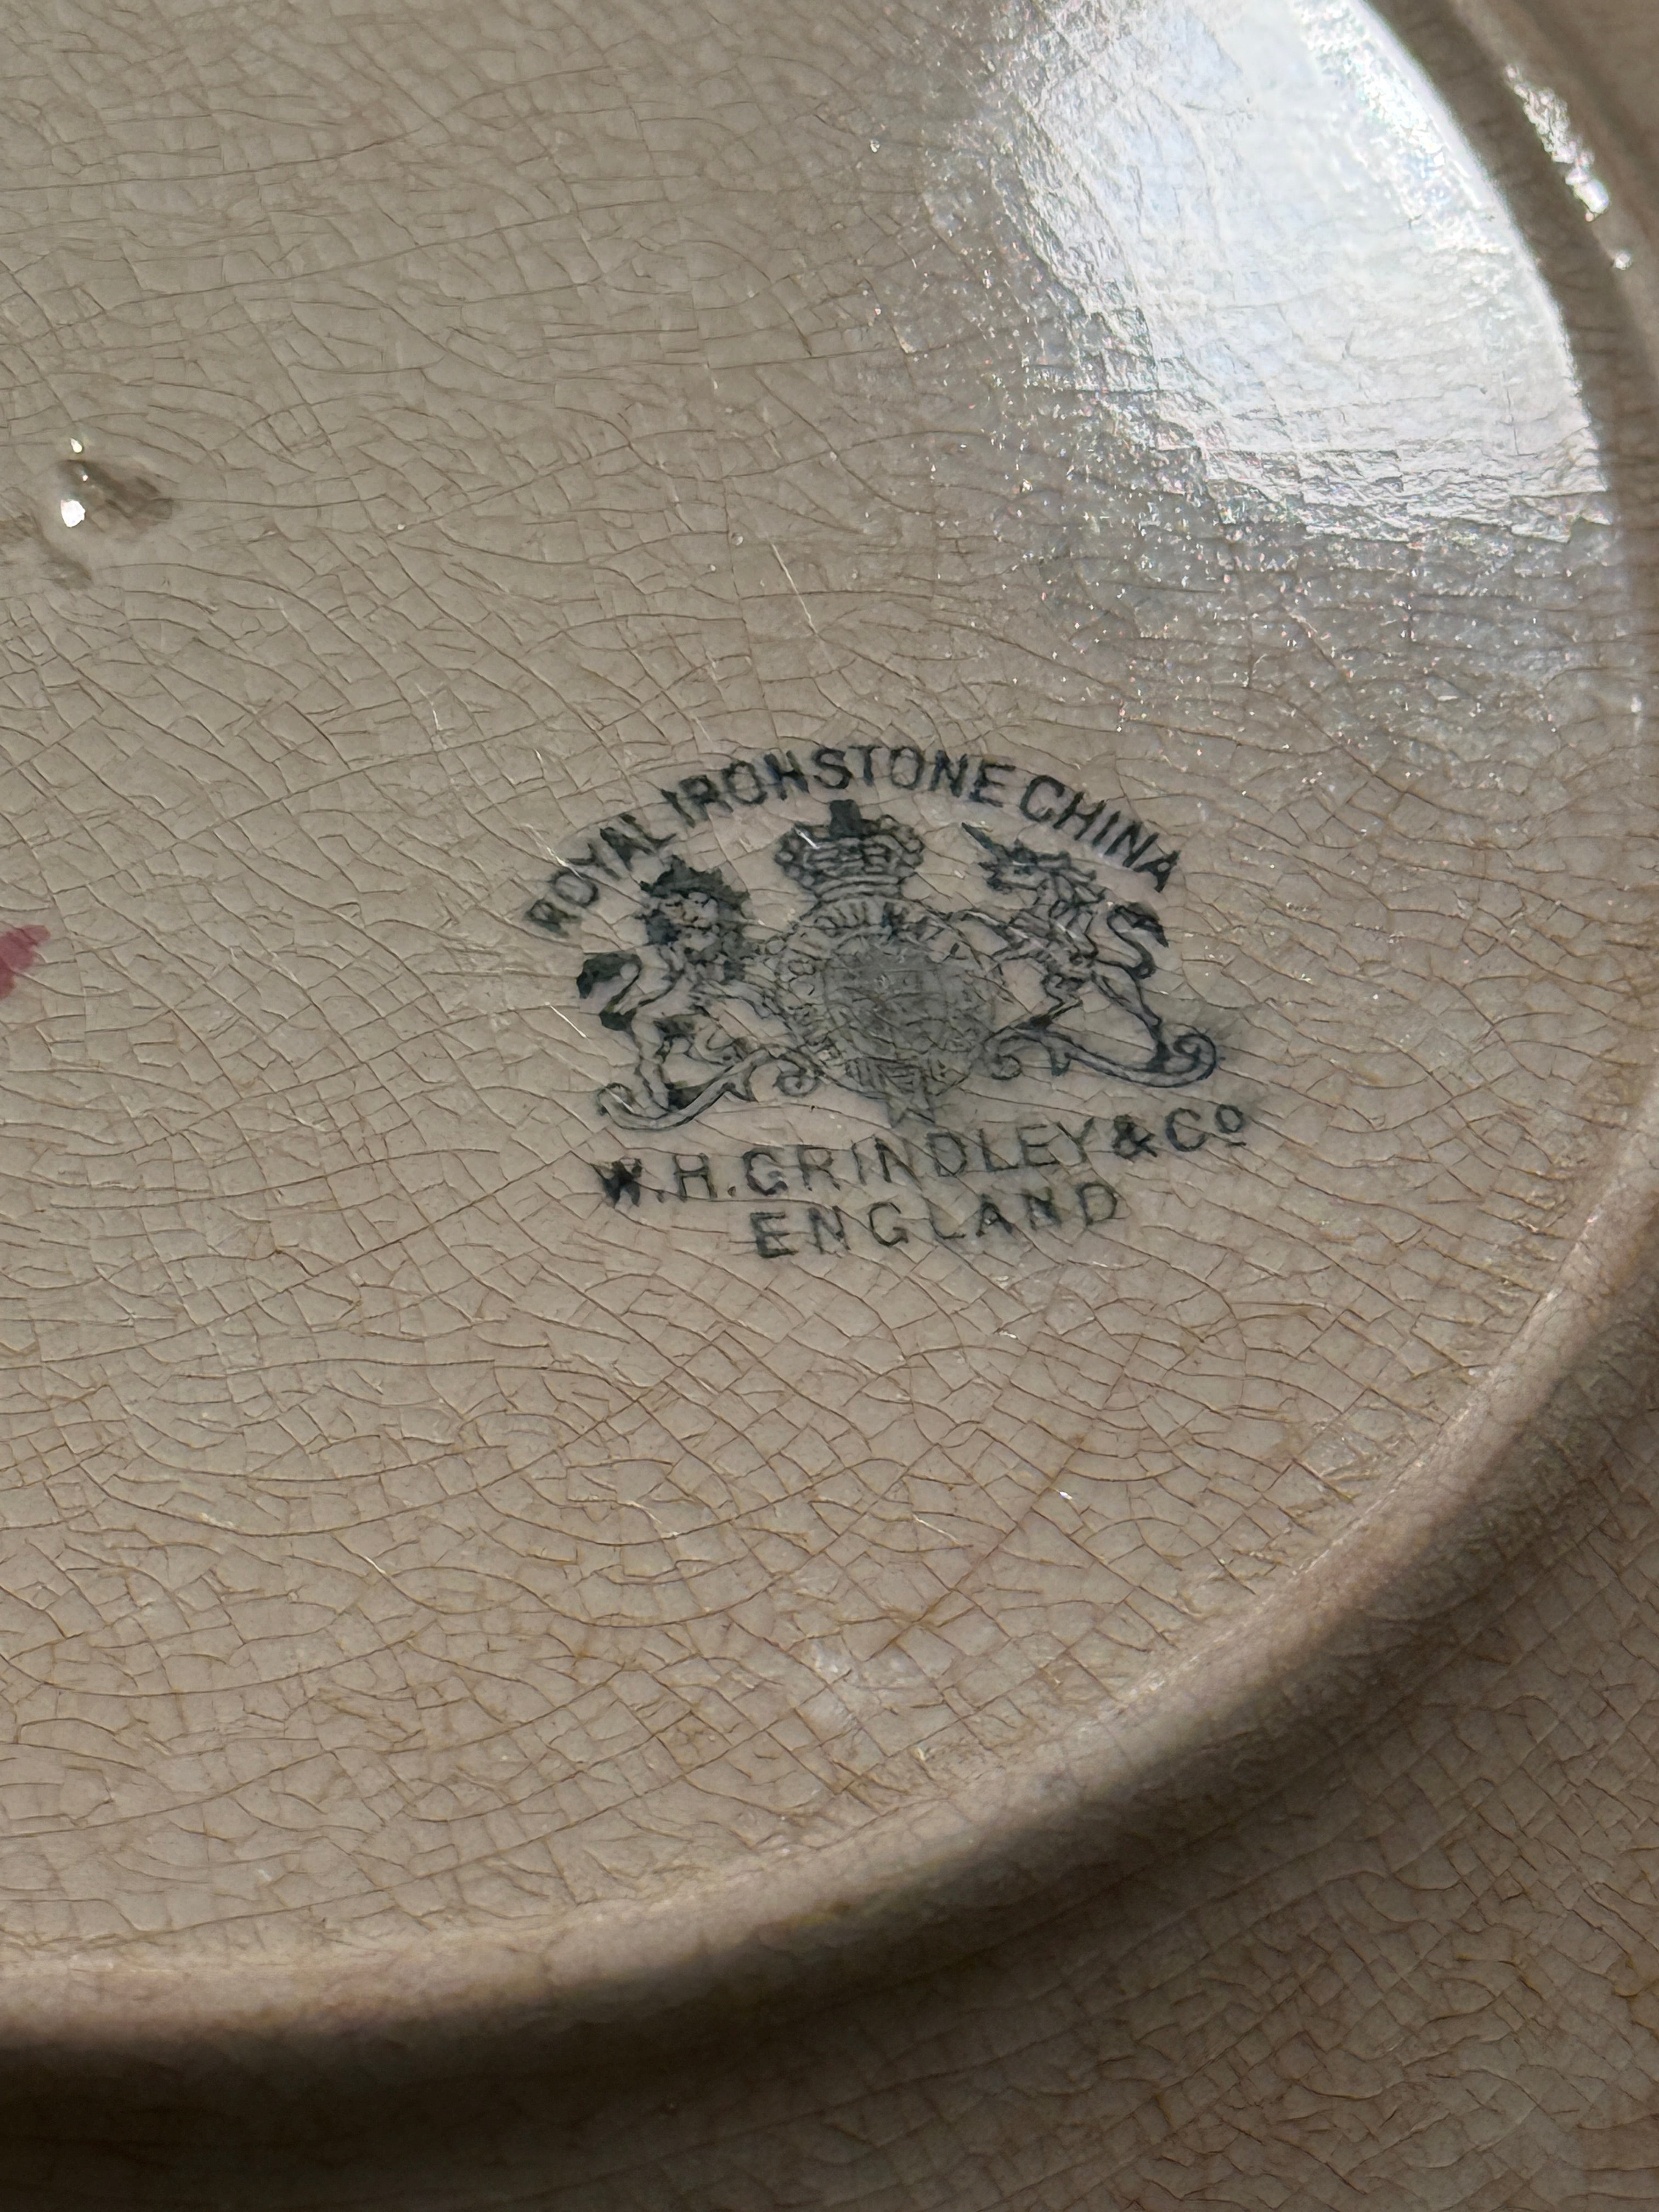 ROYAL IRONSTONE CHINA
W.H.GRINDLEY & Cº
ENGLAND